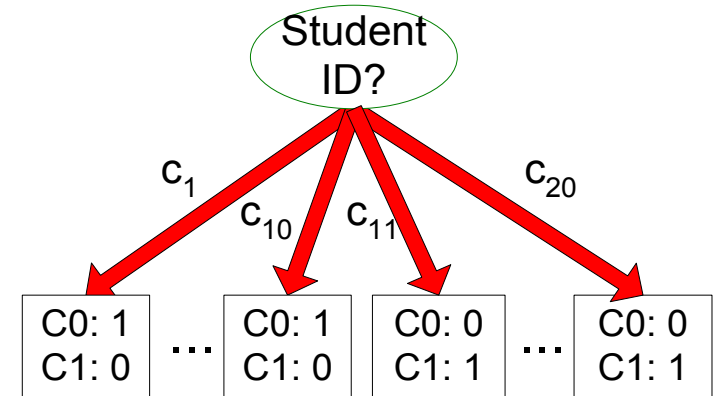 Student
ID?
c₁
c₁₀
c₁₁
c₂₀
C0: 1
C1: 0
...
C0: 1
C1: 0
C0: 0
C1: 1
...
C0: 0
C1: 1